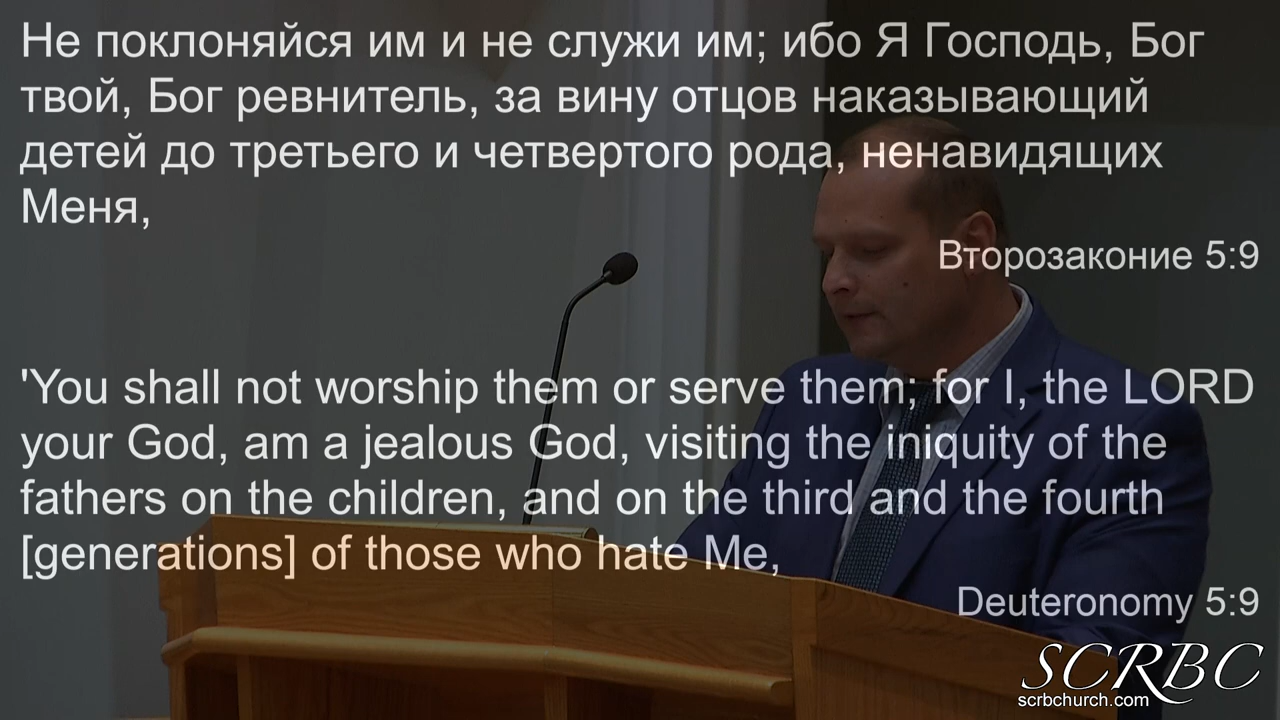 Не поклоняйся им и не служи им; ибо Я Господь, Бог
твой, Бог ревнитель, за вину отцов наказывающий
детей до третьего и четвертого рода, ненавидящих
Меня,
Второзаконие 5:9
'You shall not worship them or serve them; for I, the LORD
your God, am a jealous God, visiting the iniquity of the
fathers on the children, and on the third and the fourth
[generations] of those who hate Me,
Deuteronomy 5:9
SCRBC
scrbchurch.com